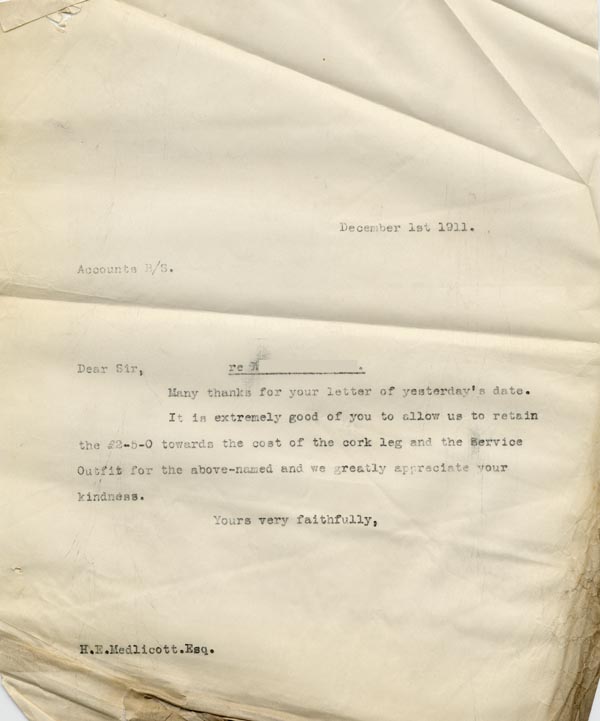 December 1st 1911.
Accounts B/S.
Dear Sir, re
Many thanks for your letter of yesterday's date.
It is extremely good of you to allow us to retain
the £2-5-0 towards the cost of the cork leg and the Service
Outfit for the above-named and we greatly appreciate your
kindness.
Yours very faithfully,
H.E.Medlicott.Esq.